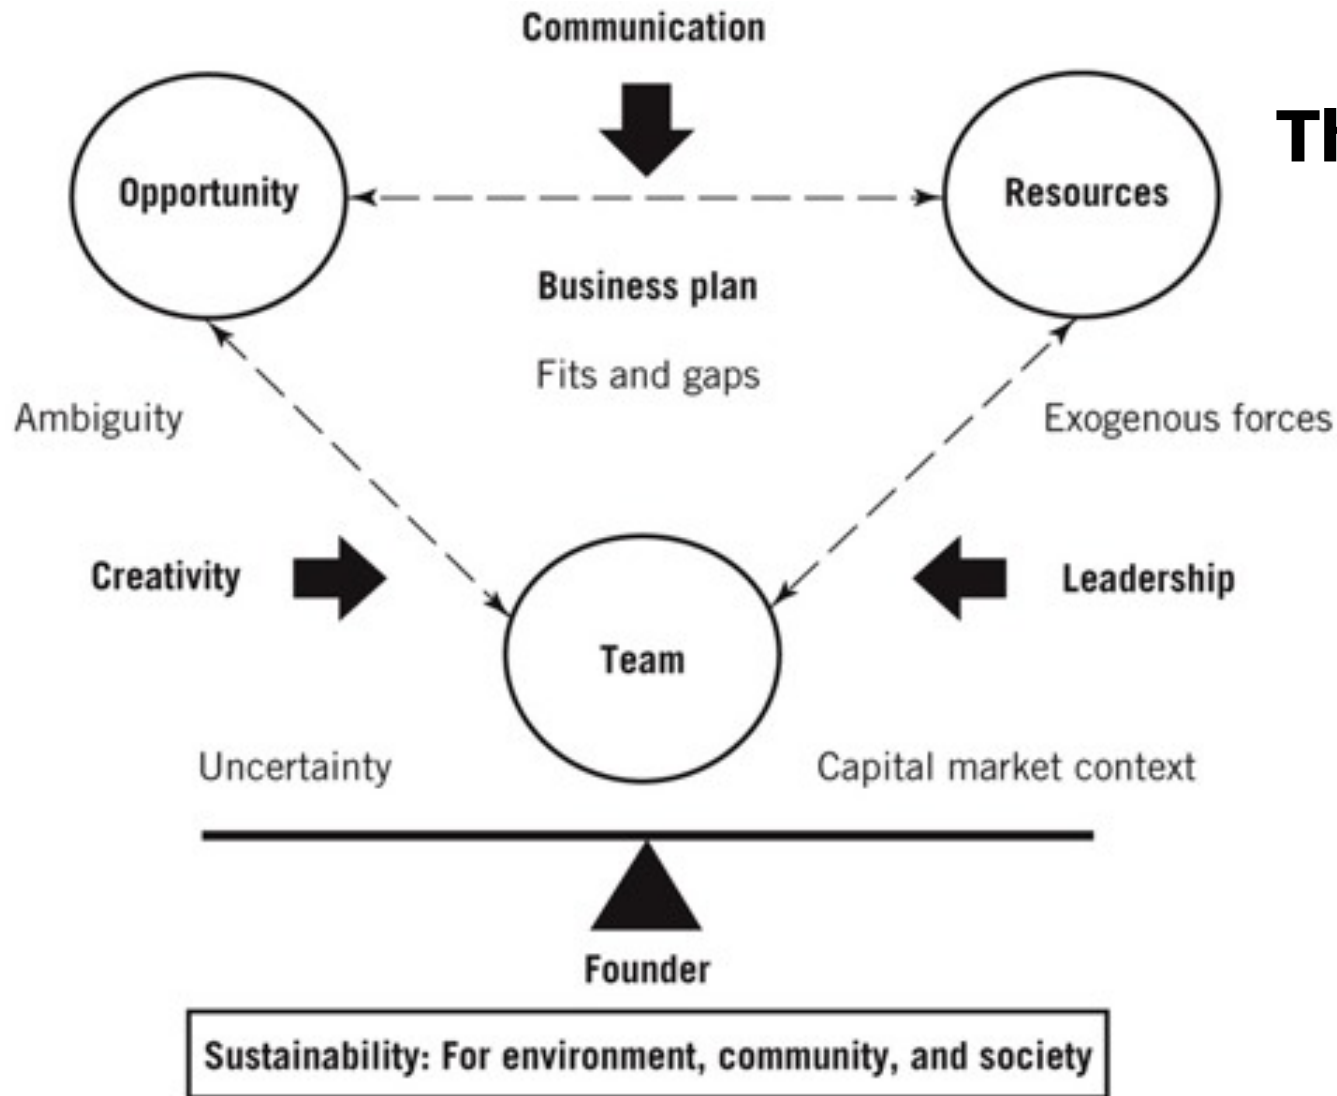 Communication
Opportunity
Resources
Business plan
Fits and gaps
Ambiguity
Exogenous forces
Creativity
Leadership
Team
Uncertainty
Capital market context
Founder
Sustainability: For environment, community, and society